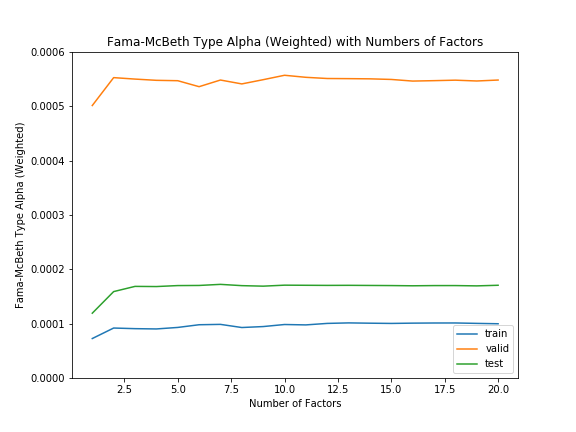 Fama-McBeth Type Alpha (Weighted) with Numbers of Factors
Fama-McBeth Type Alpha (Weighted)
0.0006
0.0005
0.0004
0.0003
0.0002
0.0001
0.0000
2.5 5.0 7.5 10.0 12.5 15.0 17.5 20.0
Number of Factors
train
valid
test